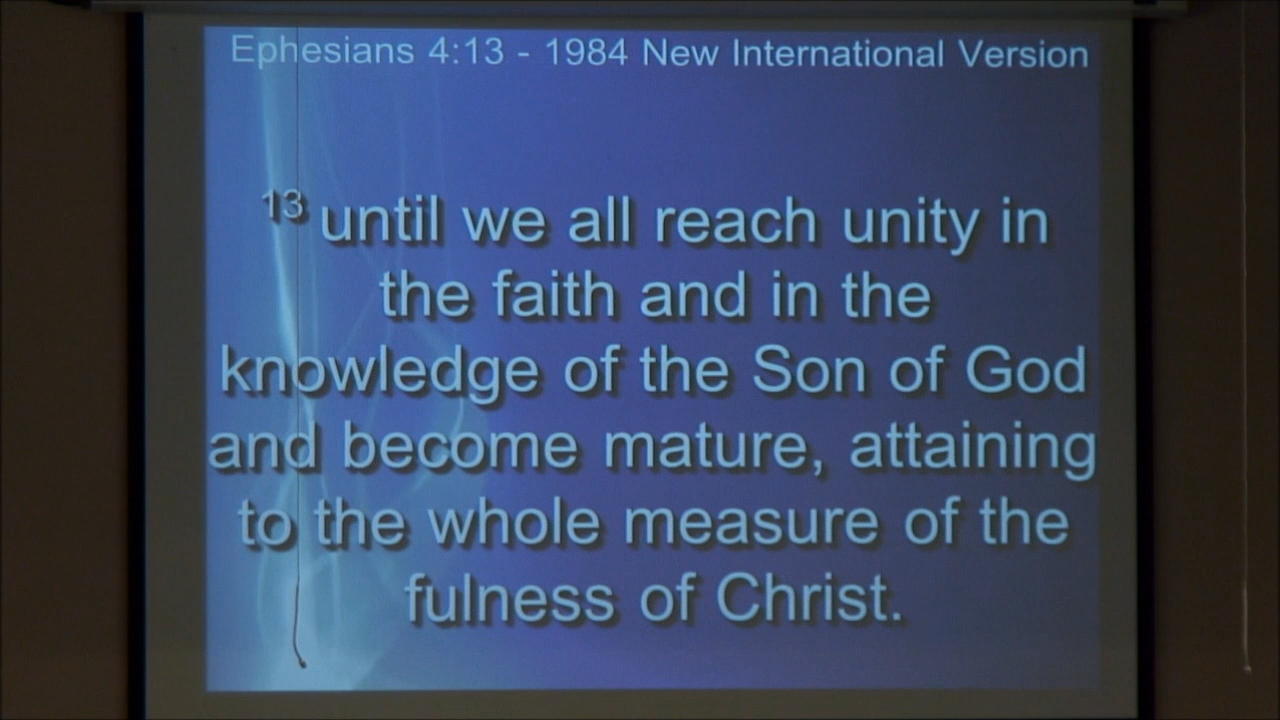 Ephesians 4:13 - 1984 New International Version
13 until we all reach unity in
the faith and in the
knowledge of the Son of God
and become mature, attaining
to the whole measure of the
fulness of Christ.